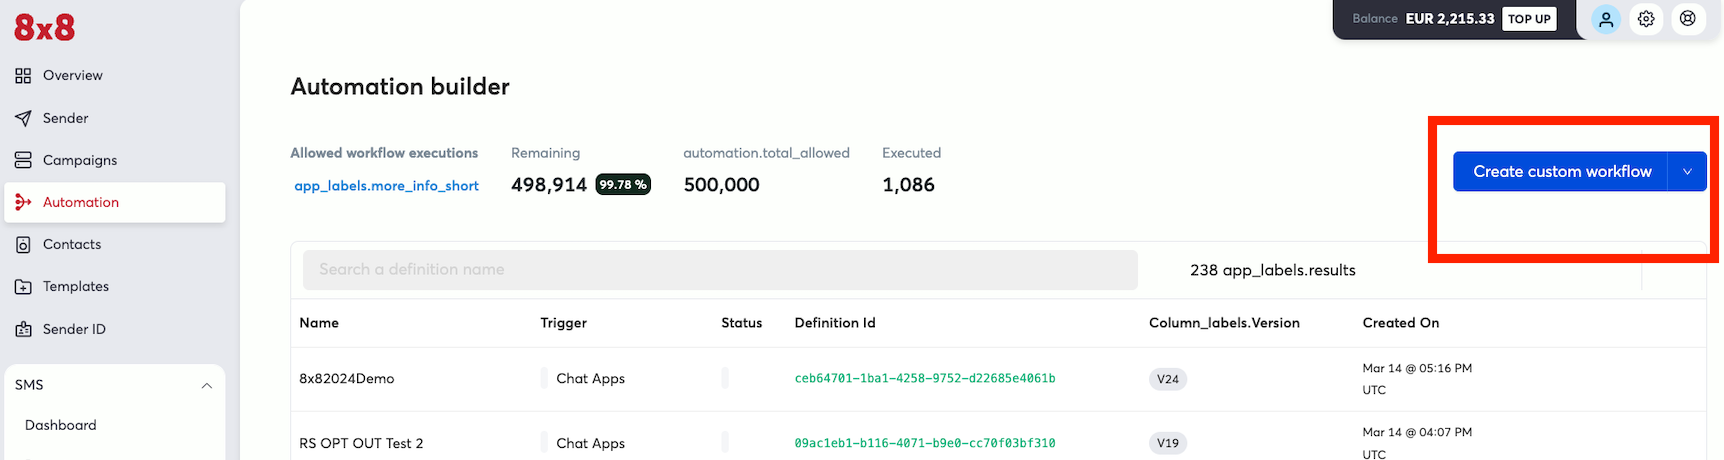 8x8
Balance EUR 2,215.33 TOP UP
Overview
Sender
Campaigns
Automation
Contacts
Templates
Sender ID
SMS
Dashboard
Automation builder
Allowed workflow executions Remaining automation.total_allowed Executed
app_labels.more_info_short 498,914 99.78 % 500,000 1,086
Create custom workflow
Search a definition name 238 app_labels.results
Name Trigger Status Definition Id Column_labels.Version Created On
8x82024Demo Chat Apps ceb64701-1ba1-4258-9752-d22685e4061b V24 Mar 14 @ 05:16 PM
UTC
RS OPT OUT Test 2 Chat Apps 09ac1eb1-b116-4071-b9e0-cc70f03bf310 V19 Mar 14 @ 04:07 PM
UTC